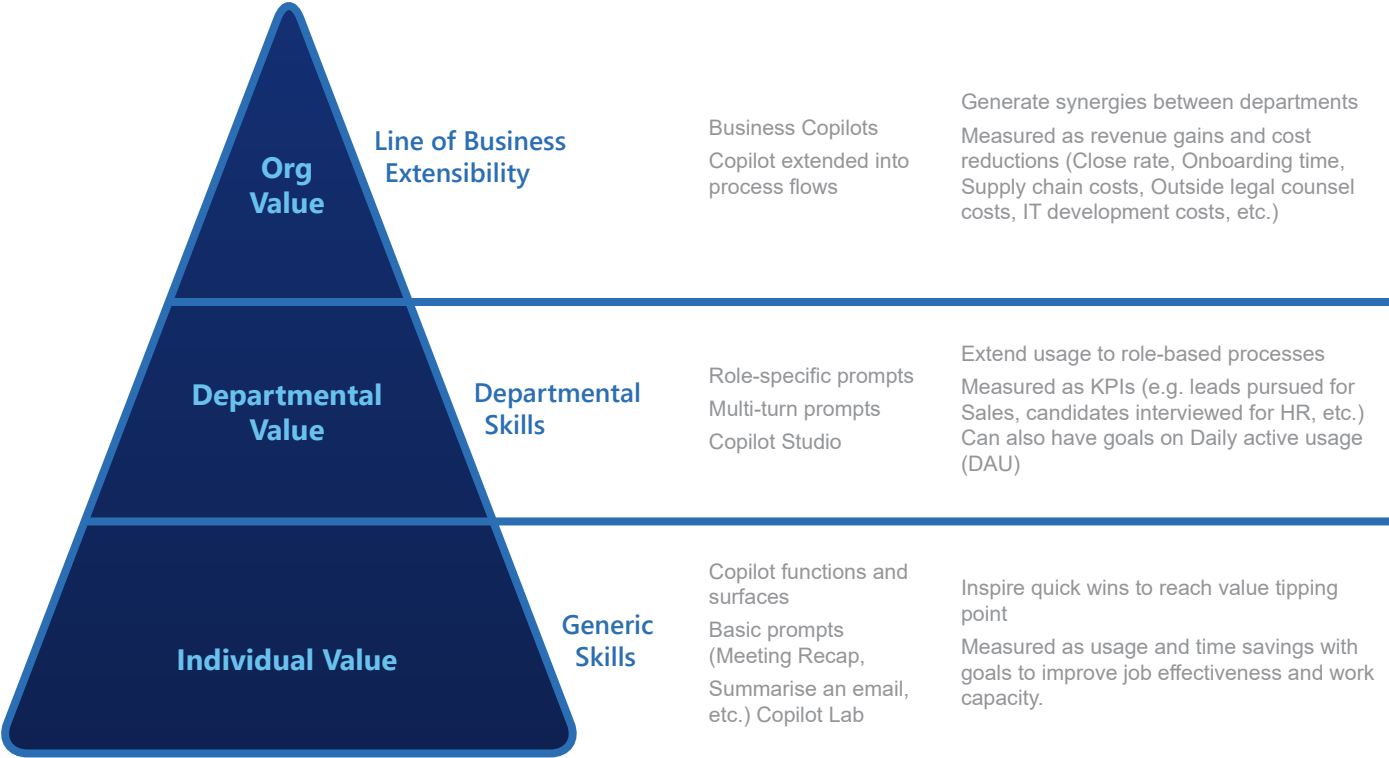 Org
Value
Line of Business
Extensibility
Business Copilots
Copilot extended into
process flows
Generate synergies between departments
Measured as revenue gains and cost
reductions (Close rate, Onboarding time,
Supply chain costs, Outside legal counsel
costs, IT development costs, etc.)
Departmental
Value
Departmental
Skills
Role-specific prompts
Multi-turn prompts
Copilot Studio
Extend usage to role-based processes
Measured as KPIs (e.g. leads pursued for
Sales, candidates interviewed for HR, etc.)
Can also have goals on Daily active usage
(DAU)
Individual Value
Generic
Skills
Copilot functions and
surfaces
Basic prompts
(Meeting Recap,
Summarise an email,
etc.) Copilot Lab
Inspire quick wins to reach value tipping
point
Measured as usage and time savings with
goals to improve job effectiveness and work
capacity.